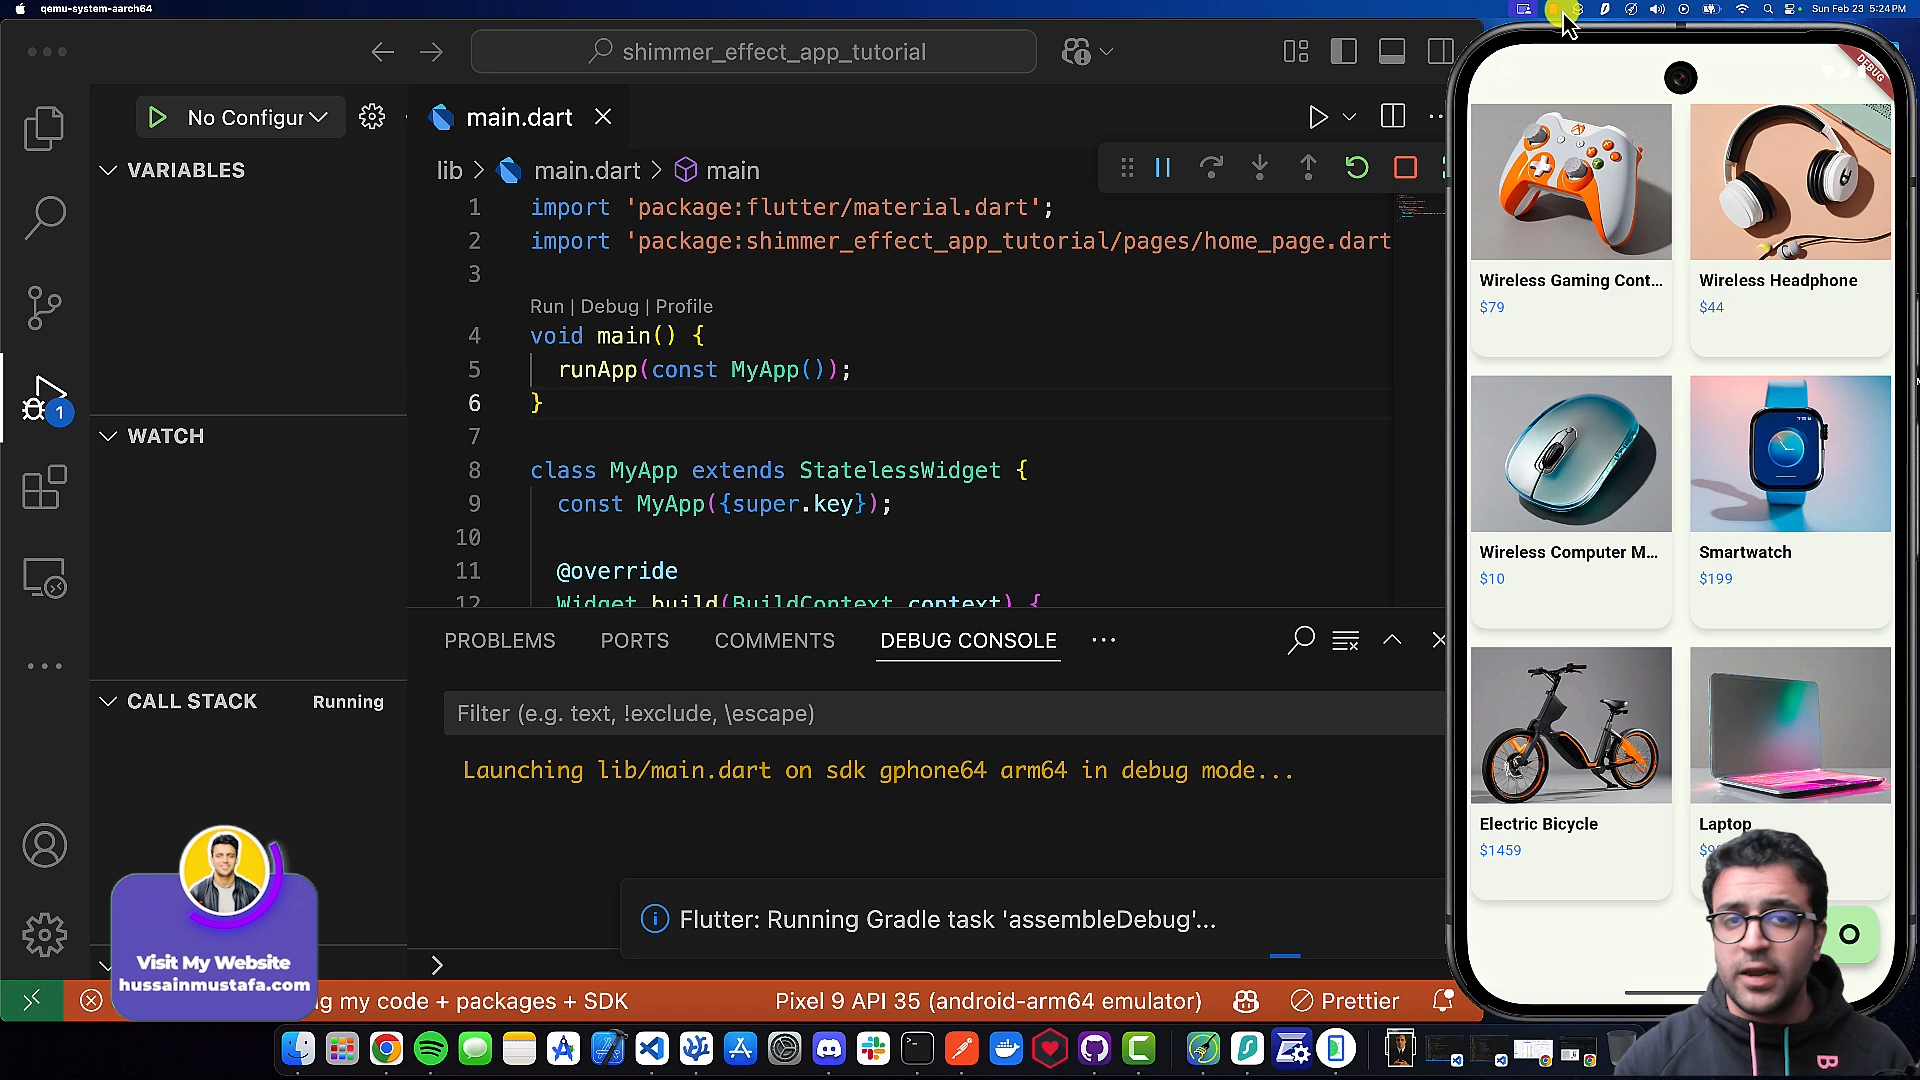 qemu-system-aarch64
Sun Feb 23 5:24 PM
shimmer_effect_app_tutorial
No Configur
main.dart
VARIABLES
lib > main.dart > main
1 import 'package:flutter/material.dart';
2 import 'package:shimmer_effect_app_tutorial/pages/home_page.dart
3
Run | Debug | Profile
4 void main() {
5 runApp(const MyApp());
6 }
7
8 class MyApp extends StatelessWidget {
9 const MyApp({super.key});
10
11 @override
12 Widget build(BuildContext context) {
WATCH
CALL STACK
Running
1
PROBLEMS
PORTS
COMMENTS
DEBUG CONSOLE
Filter (e.g. text, !exclude, \escape)
Launching lib/main.dart on sdk gphone64 arm64 in debug mode...
Flutter: Running Gradle task 'assembleDebug'...
Visit My Website
hussainmustafa.com
g my code + packages + SDK
Pixel 9 API 35 (android-arm64 emulator)
Prettier
DEBUG
Wireless Gaming Cont...
$79
Wireless Headphone
$44
Wireless Computer M...
$10
Smartwatch
$199
Electric Bicycle
$1459
Laptop